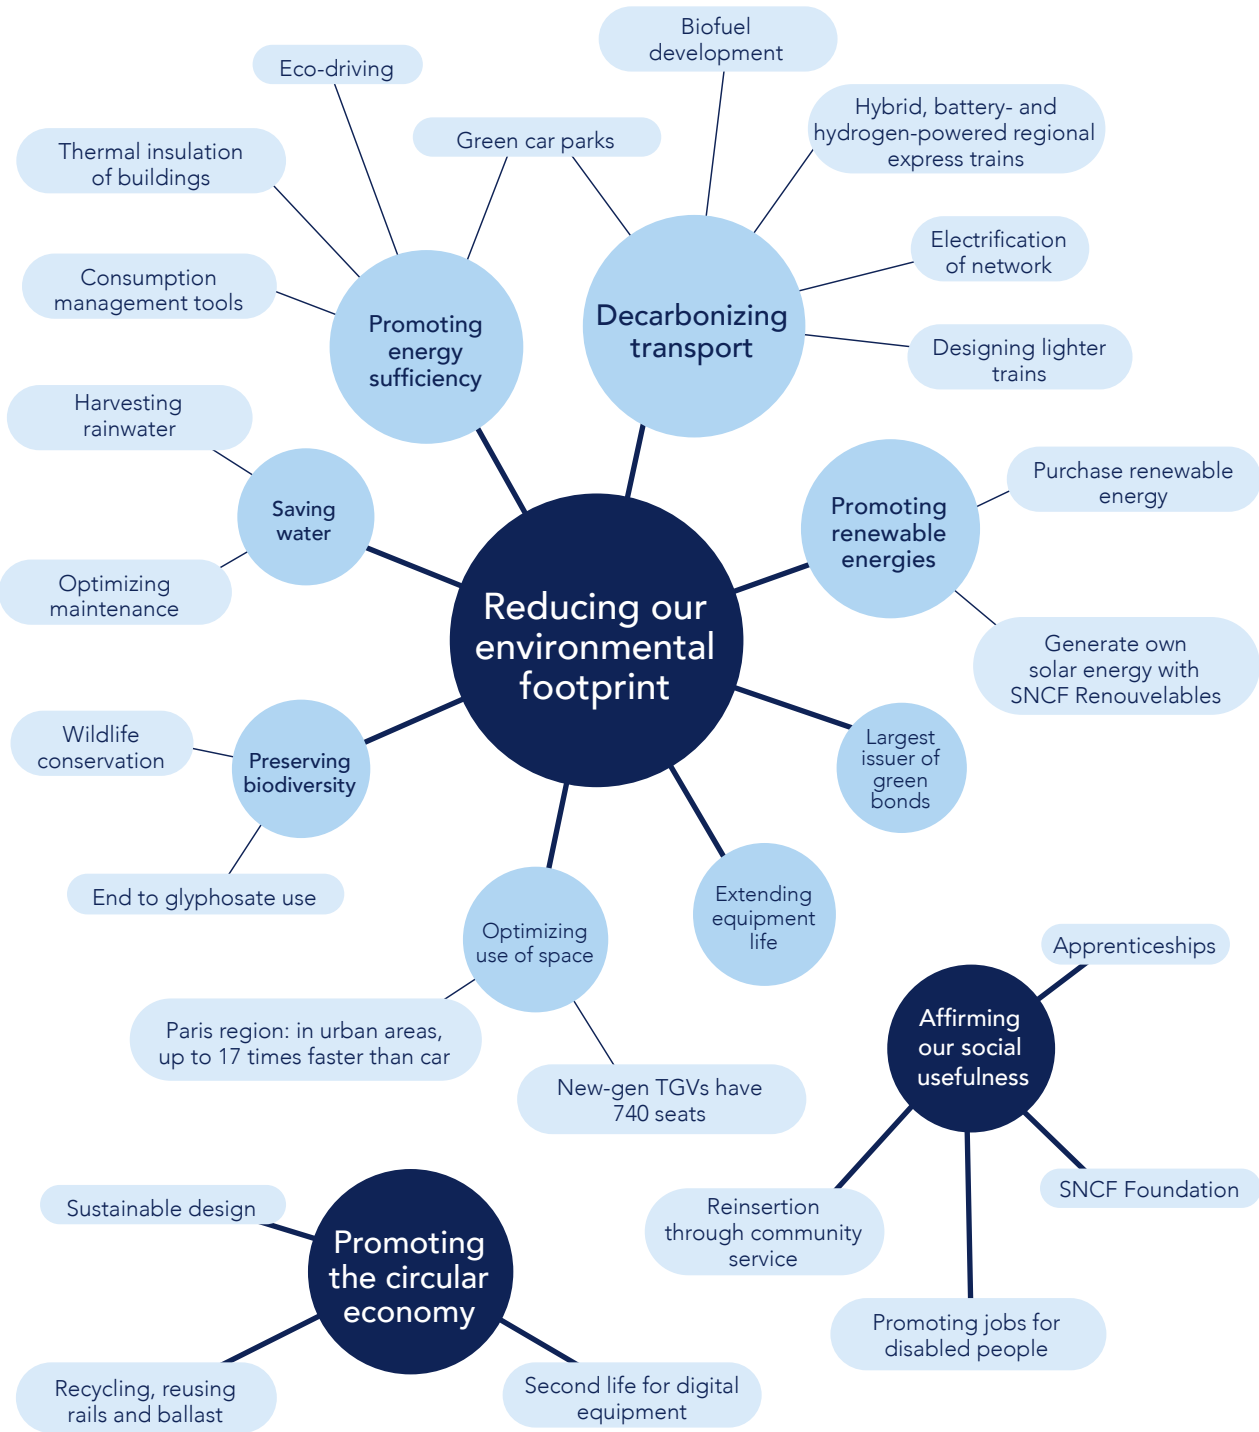 Biofuel
development
Eco-driving
Hybrid, battery- and
hydrogen-powered regional
express trains
Green car parks
Thermal insulation
of buildings
Electrification
of network
Consumption
management tools
Decarbonizing
transport
Promoting
energy
sufficiency
Designing lighter
trains
Harvesting
rainwater
Purchase renewable
energy
Saving
water
Promoting
renewable
energies
Optimizing
maintenance
Reducing our
environmental
footprint
Generate own
solar energy with
SNCF Renouvelables
Wildlife
conservation
Preserving
biodiversity
Largest
issuer of
green
bonds
End to glyphosate use
Extending
equipment
life
Optimizing
use of space
Apprenticeships
Paris region: in urban areas,
up to 17 times faster than car
Affirming
our social
usefulness
New-gen TGVs have
740 seats
SNCF Foundation
Sustainable design
Reinsertion
through community
service
Promoting
the circular
economy
Promoting jobs for
disabled people
Recycling, reusing
rails and ballast
Second life for digital
equipment